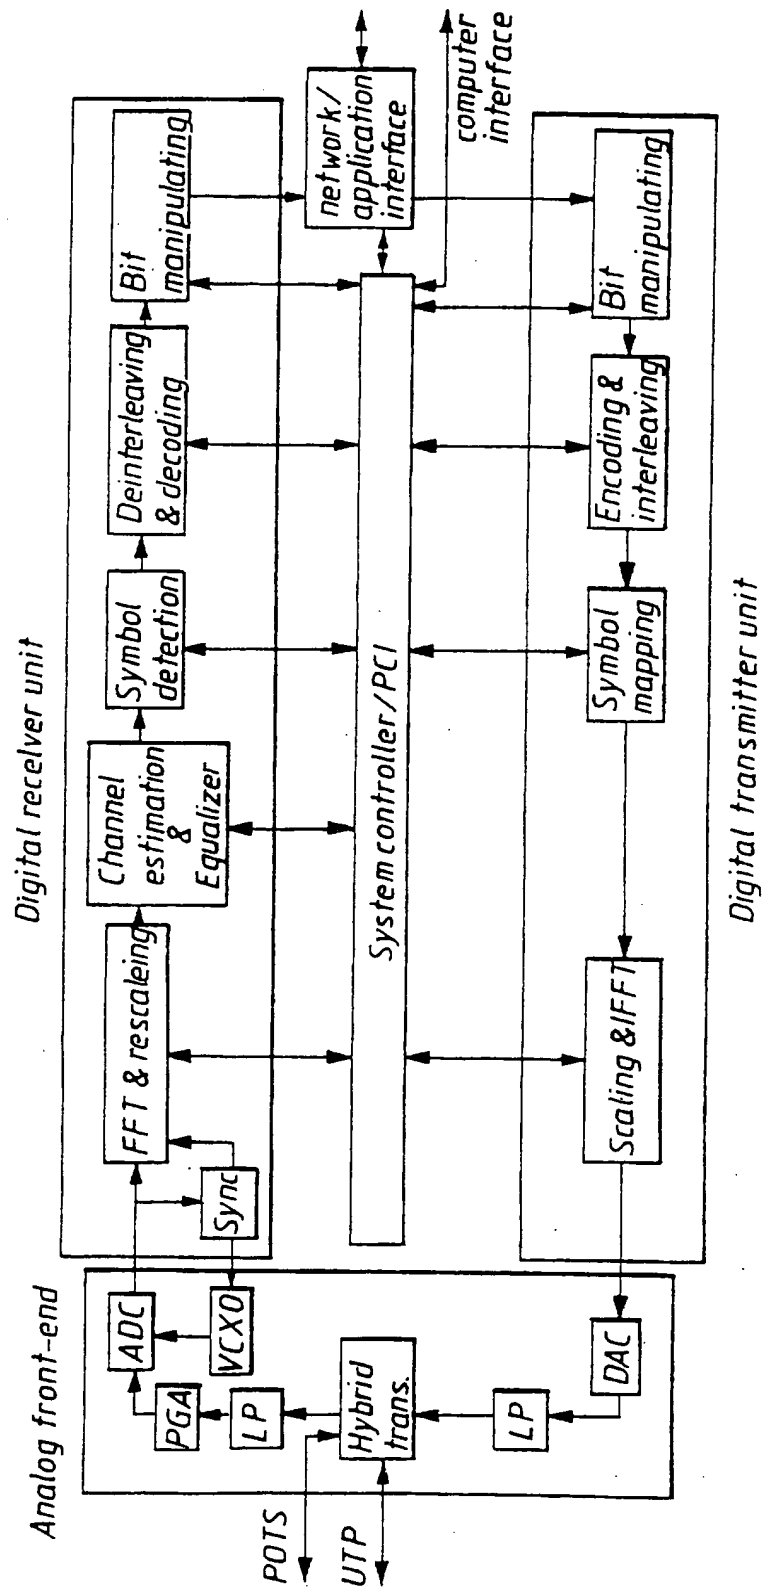 Analog front-end
Digital receiver unit
ADC
VCXO
PGA
LP
Hybrid
trans.
LP
DAC
POTS
UTP
Sync
FFT & rescaleing
Channel
estimation
&
Equalizer
Symbol
detection
Deinterleaving
& decoding
Bit
manipulating
network/
application
interface
computer
interface
System controller/PCI
Scaling & IFFT
Symbol
mapping
Encoding &
interleaving
Bit
manipulating
Digital transmitter unit